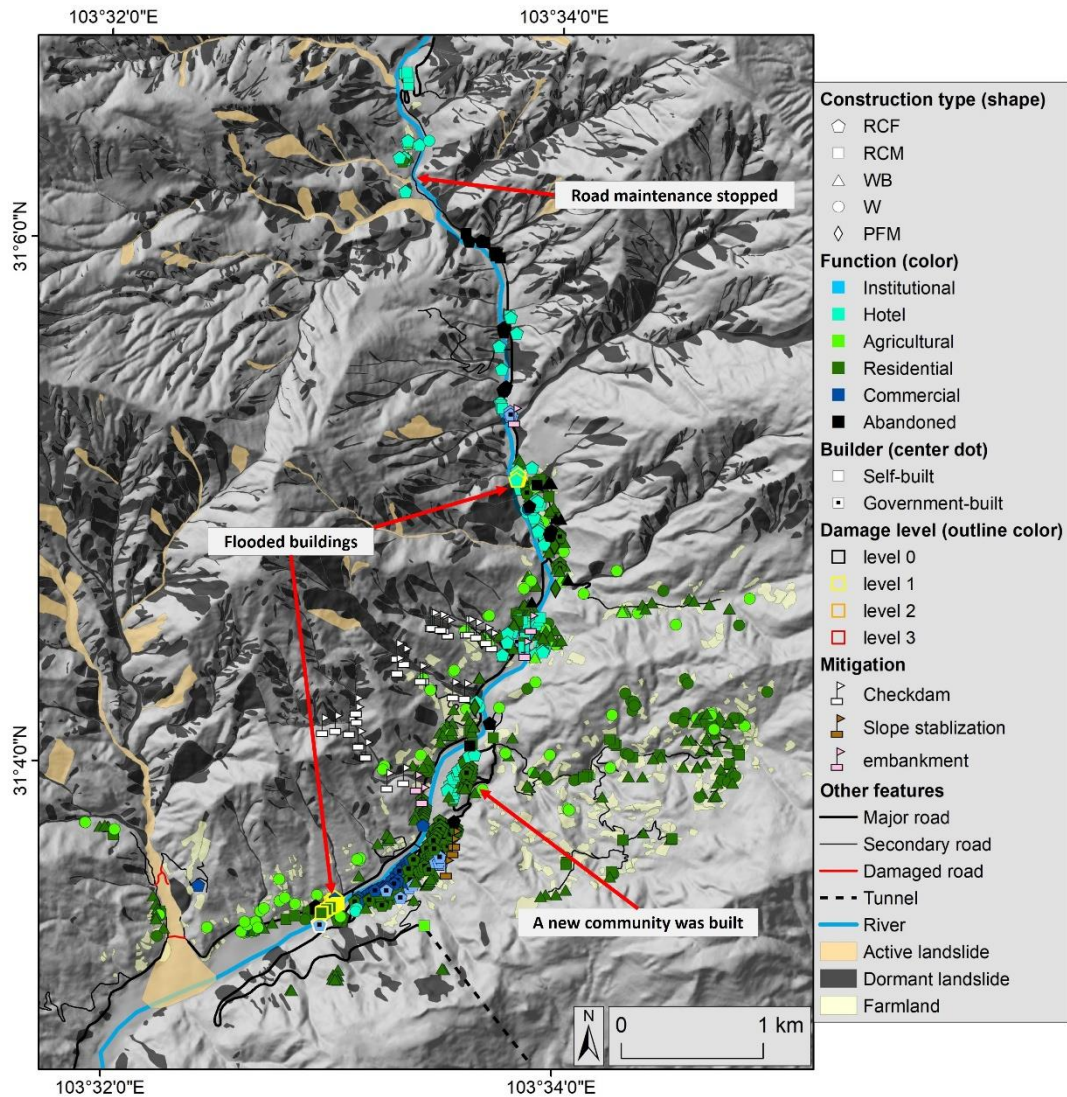 103°32'0"E
103°34'0"E
31°6'0"N
31°4'0"N
Road maintenance stopped
Flooded buildings
A new community was built
N
0
1 km
103°32'0"E
103°34'0"E
Construction type (shape)
RCF
RCM
WB
W
PFM
Function (color)
Institutional
Hotel
Agricultural
Residential
Commercial
Abandoned
Builder (center dot)
Self-built
Government-built
Damage level (outline color)
level 0
level 1
level 2
level 3
Mitigation
Checkdam
Slope stablization
embankment
Other features
Major road
Secondary road
Damaged road
Tunnel
River
Active landslide
Dormant landslide
Farmland